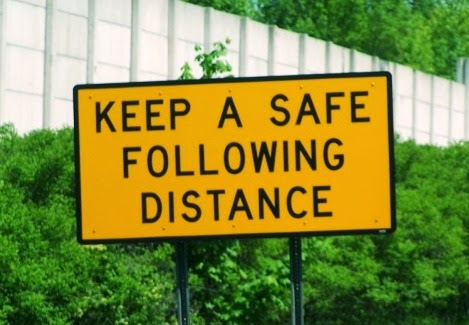 KEEP A SAFE
FOLLOWING
DISTANCE